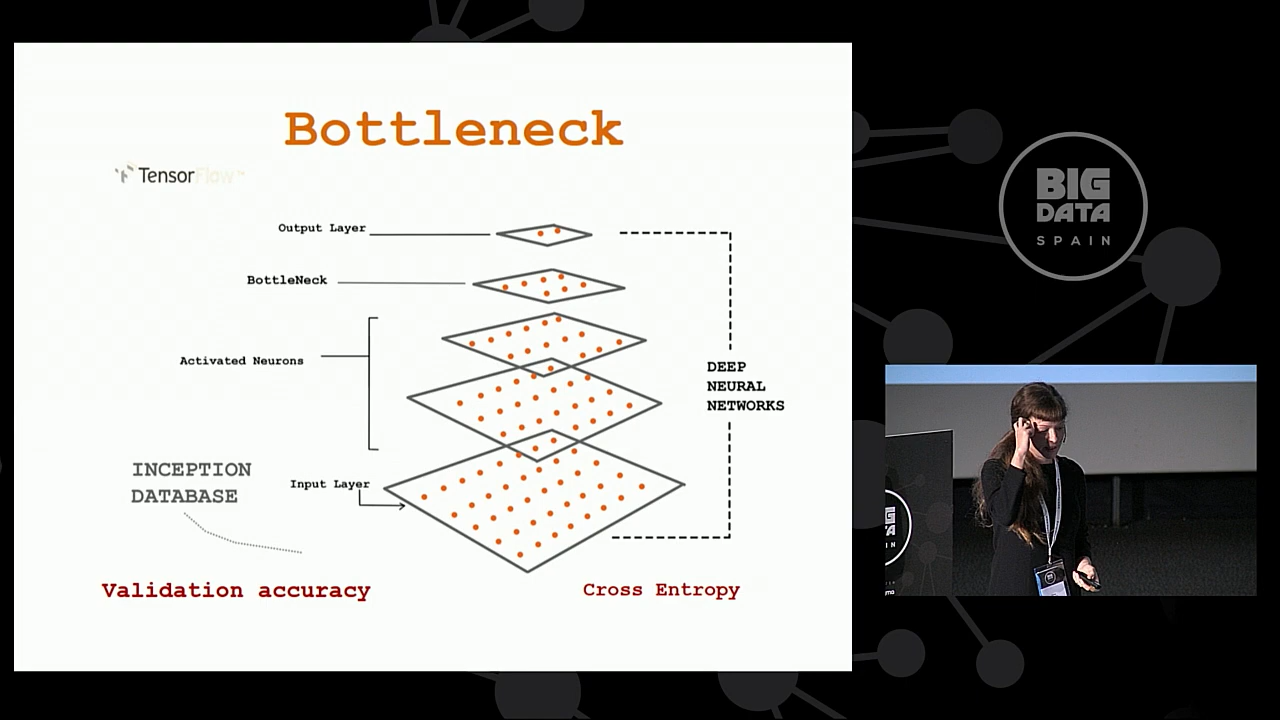 Bottleneck
TensorFlow™
Output Layer
BottleNeck
Activated Neurons
DEEP
NEURAL
NETWORKS
INCEPTION
DATABASE
Input Layer
Validation accuracy
Cross Entropy
BIG
DATA
SPAIN